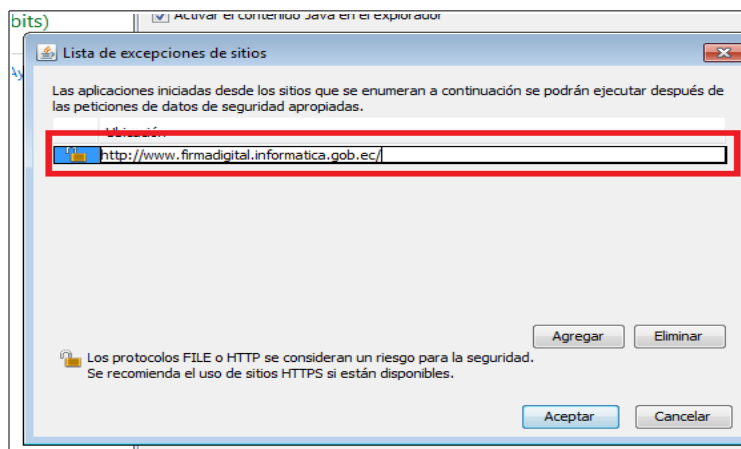 bits)
Activar el contenido Java en el explorador
Lista de excepciones de sitios
Ay
Las aplicaciones iniciadas desde los sitios que se enumeran a continuación se podrán ejecutar después de
las peticiones de datos de seguridad apropiadas.
Ubicación
http://www.firmadigital.informatica.gob.ec/
Agregar
Eliminar
Los protocolos FILE o HTTP se consideran un riesgo para la seguridad.
Se recomienda el uso de sitios HTTPS si están disponibles.
Aceptar
Cancelar